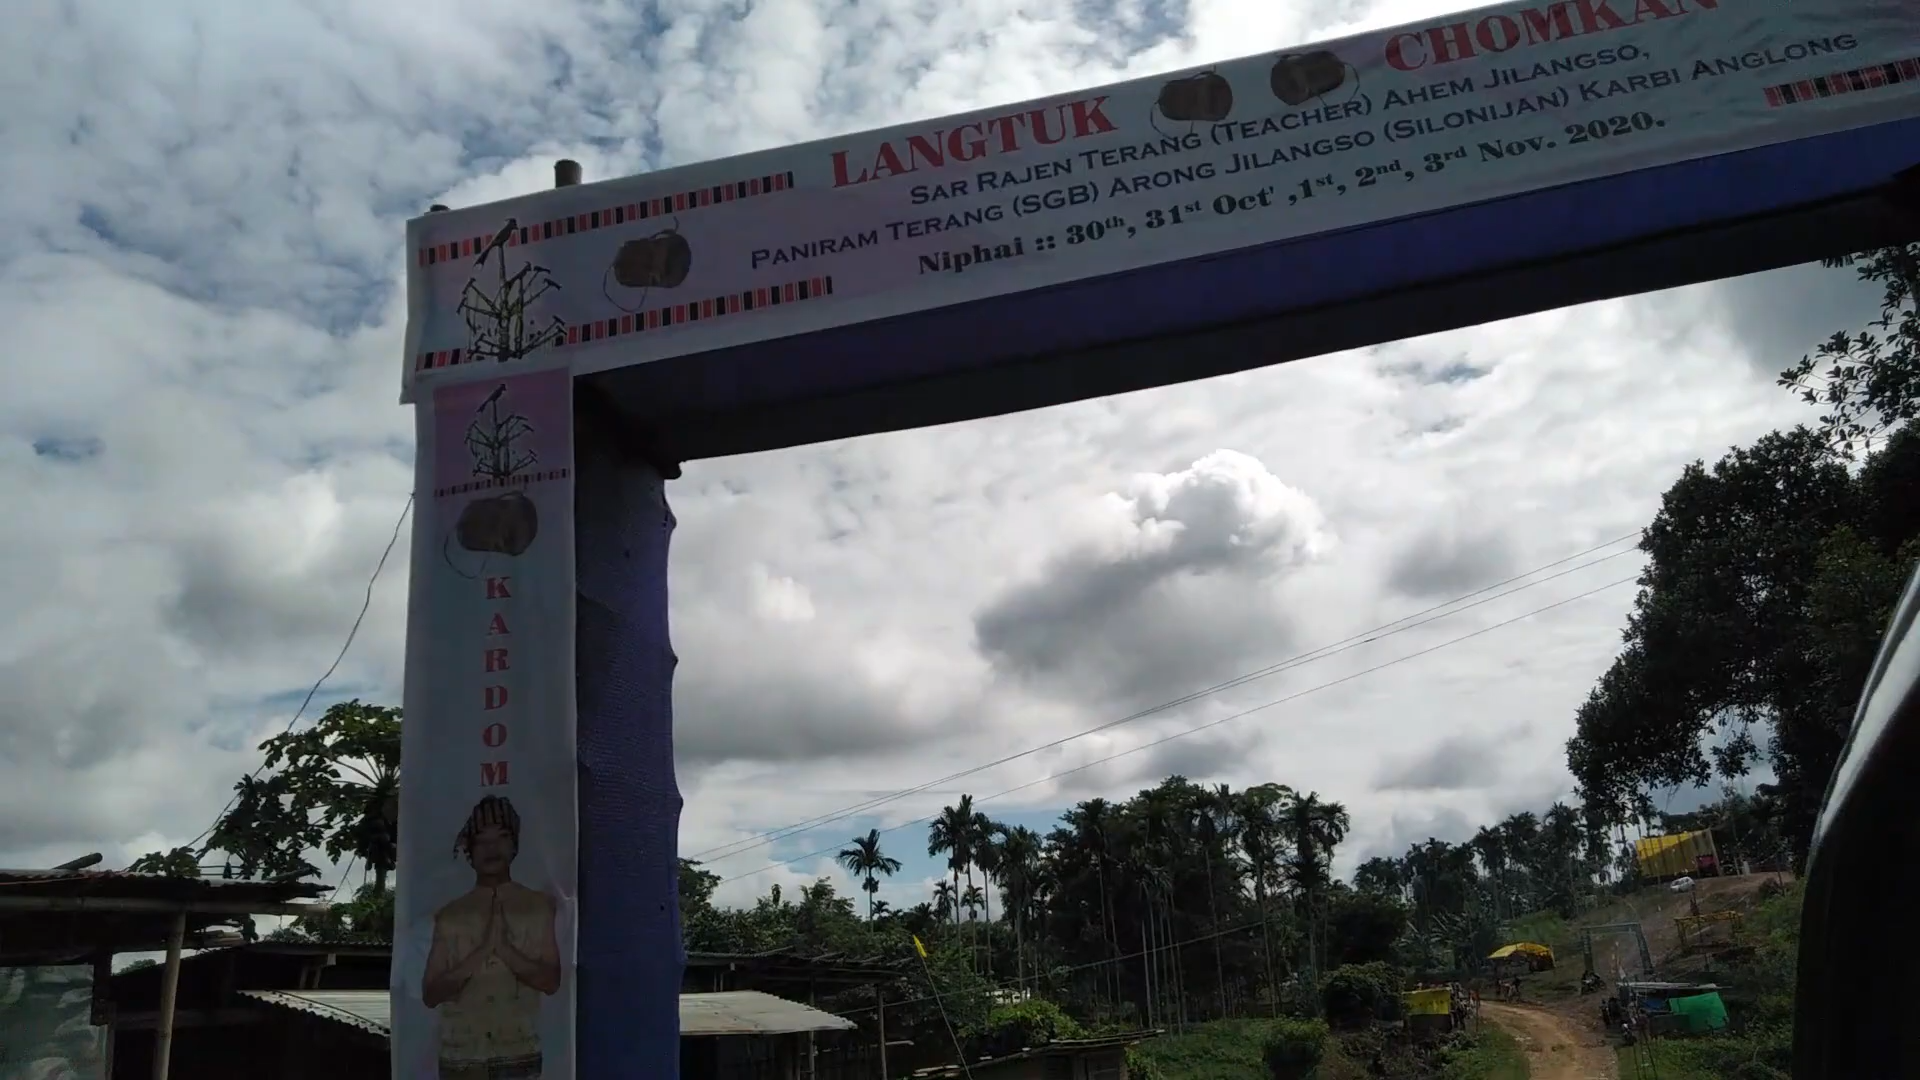 LANGTUK CHOMKAN
SAR RAJEN TERANG (TEACHER) AHEM JILANGSO,
PANIRAM TERANG (SGB) ARONG JILANGSO (SILONIJAN) KARBI ANGLONG
Niphai :: 30th, 31st Oct' ,1st, 2nd, 3rd Nov. 2020.
KARDOM